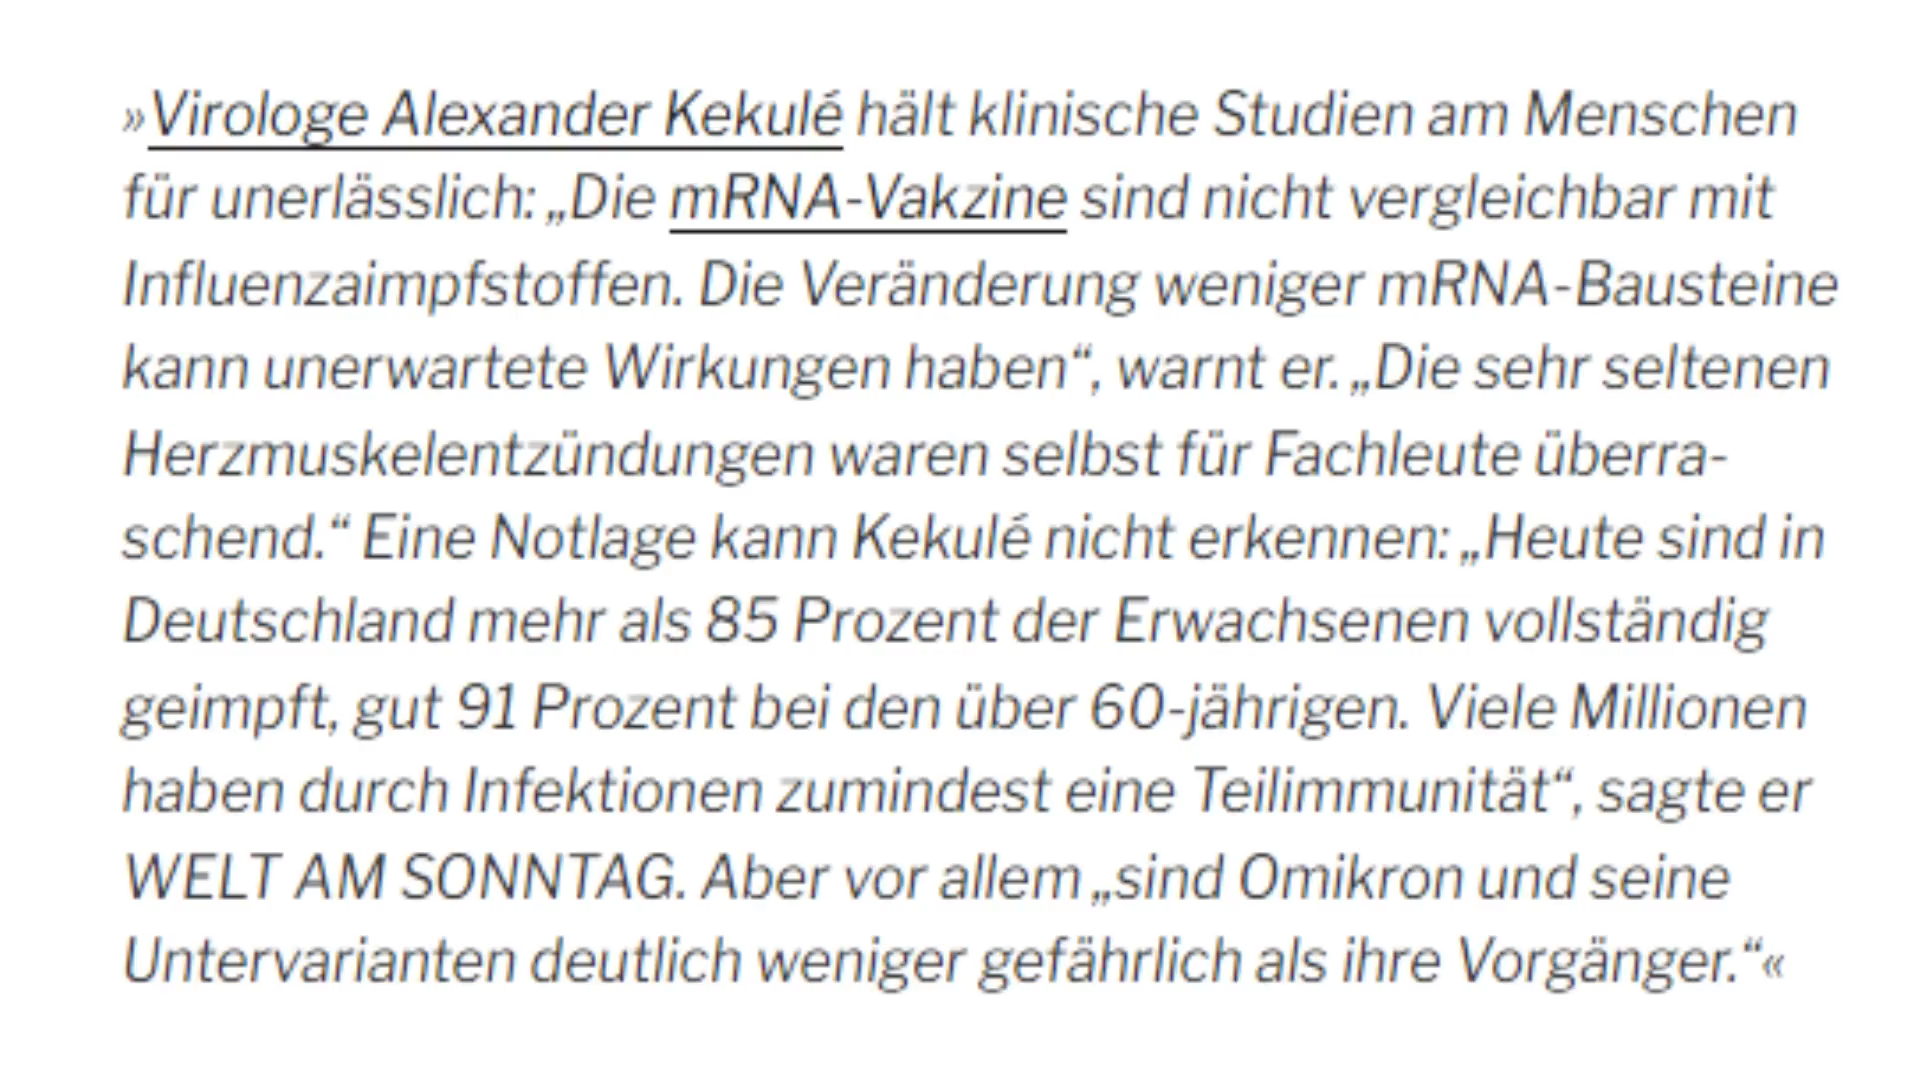 »Virologe Alexander Kekulé hält klinische Studien am Menschen
für unerlässlich: „Die mRNA-Vakzine sind nicht vergleichbar mit
Influenzaimpfstoffen. Die Veränderung weniger mRNA-Bausteine
kann unerwartete Wirkungen haben“, warnt er. „Die sehr seltenen
Herzmuskelentzündungen waren selbst für Fachleute überra-
schend.“ Eine Notlage kann Kekulé nicht erkennen: „Heute sind in
Deutschland mehr als 85 Prozent der Erwachsenen vollständig
geimpft, gut 91 Prozent bei den über 60-jährigen. Viele Millionen
haben durch Infektionen zumindest eine Teilimmunität“, sagte er
WELT AM SONNTAG. Aber vor allem „sind Omikron und seine
Untervarianten deutlich weniger gefährlich als ihre Vorgänger.“«